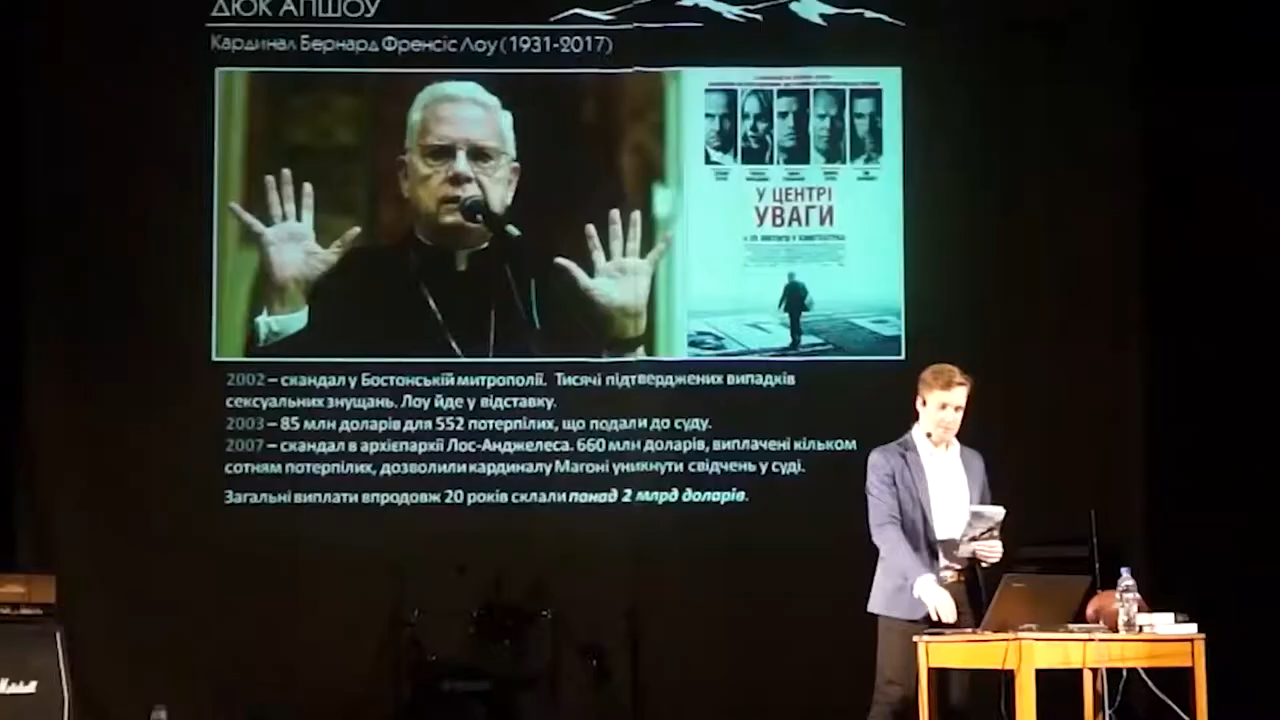 ДЮК АПШОУ
Кардинал Бернард Френсіс Лоу (1931-2017)
У ЦЕНТРІ
УВАГИ
2002 – скандал у Бостонській митрополії. Тисячі підтверджених випадків
сексуальних знущань. Лоу йде у відставку.
2003 – 85 млн доларів для 552 потерпілих, що подали до суду.
2007 – скандал в архієпархії Лос-Анджелеса. 660 млн доларів, виплачені кільком
сотням потерпілих, дозволили кардиналу Магоні уникнути свідчень у суді.
Загальні виплати впродовж 20 років склали понад 2 млрд доларів.
Marshall